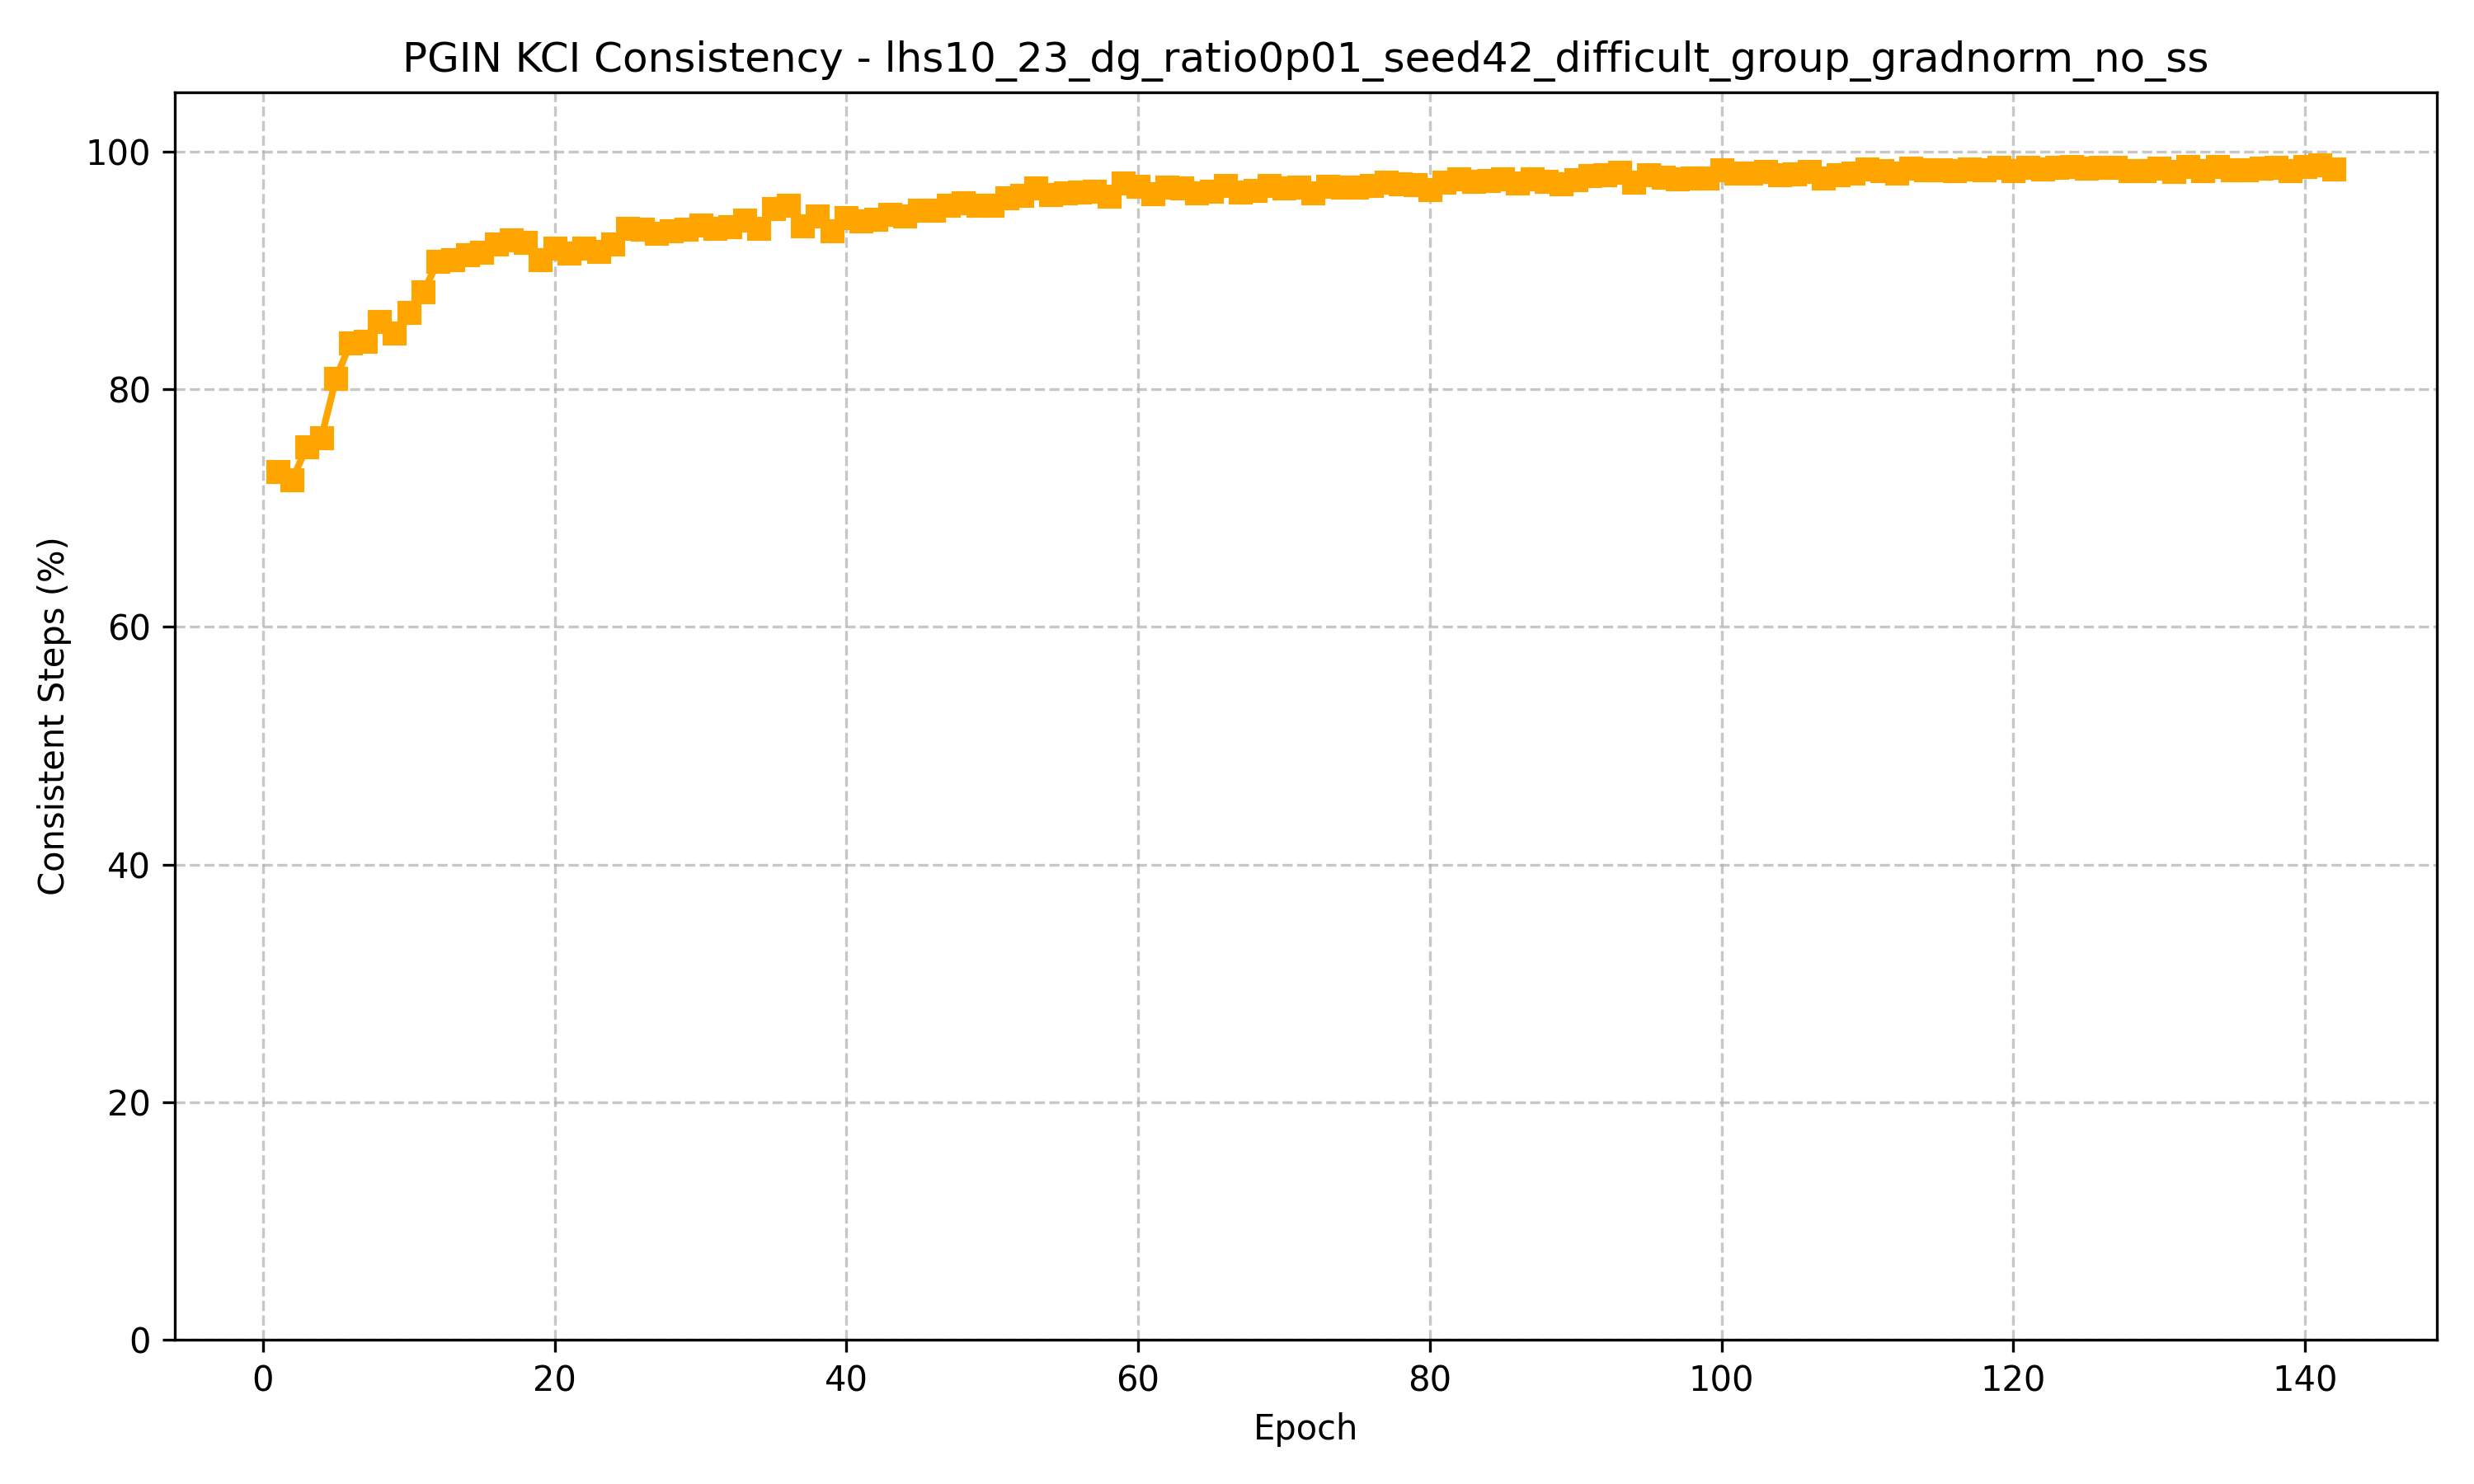 PGIN KCI Consistency - lhs10_23_dg_ratio0p01_seed42_difficult_group_gradnorm_no_ss
Consistent Steps (%)
100
80
60
40
20
0
0 20 40 60 80 100 120 140
Epoch